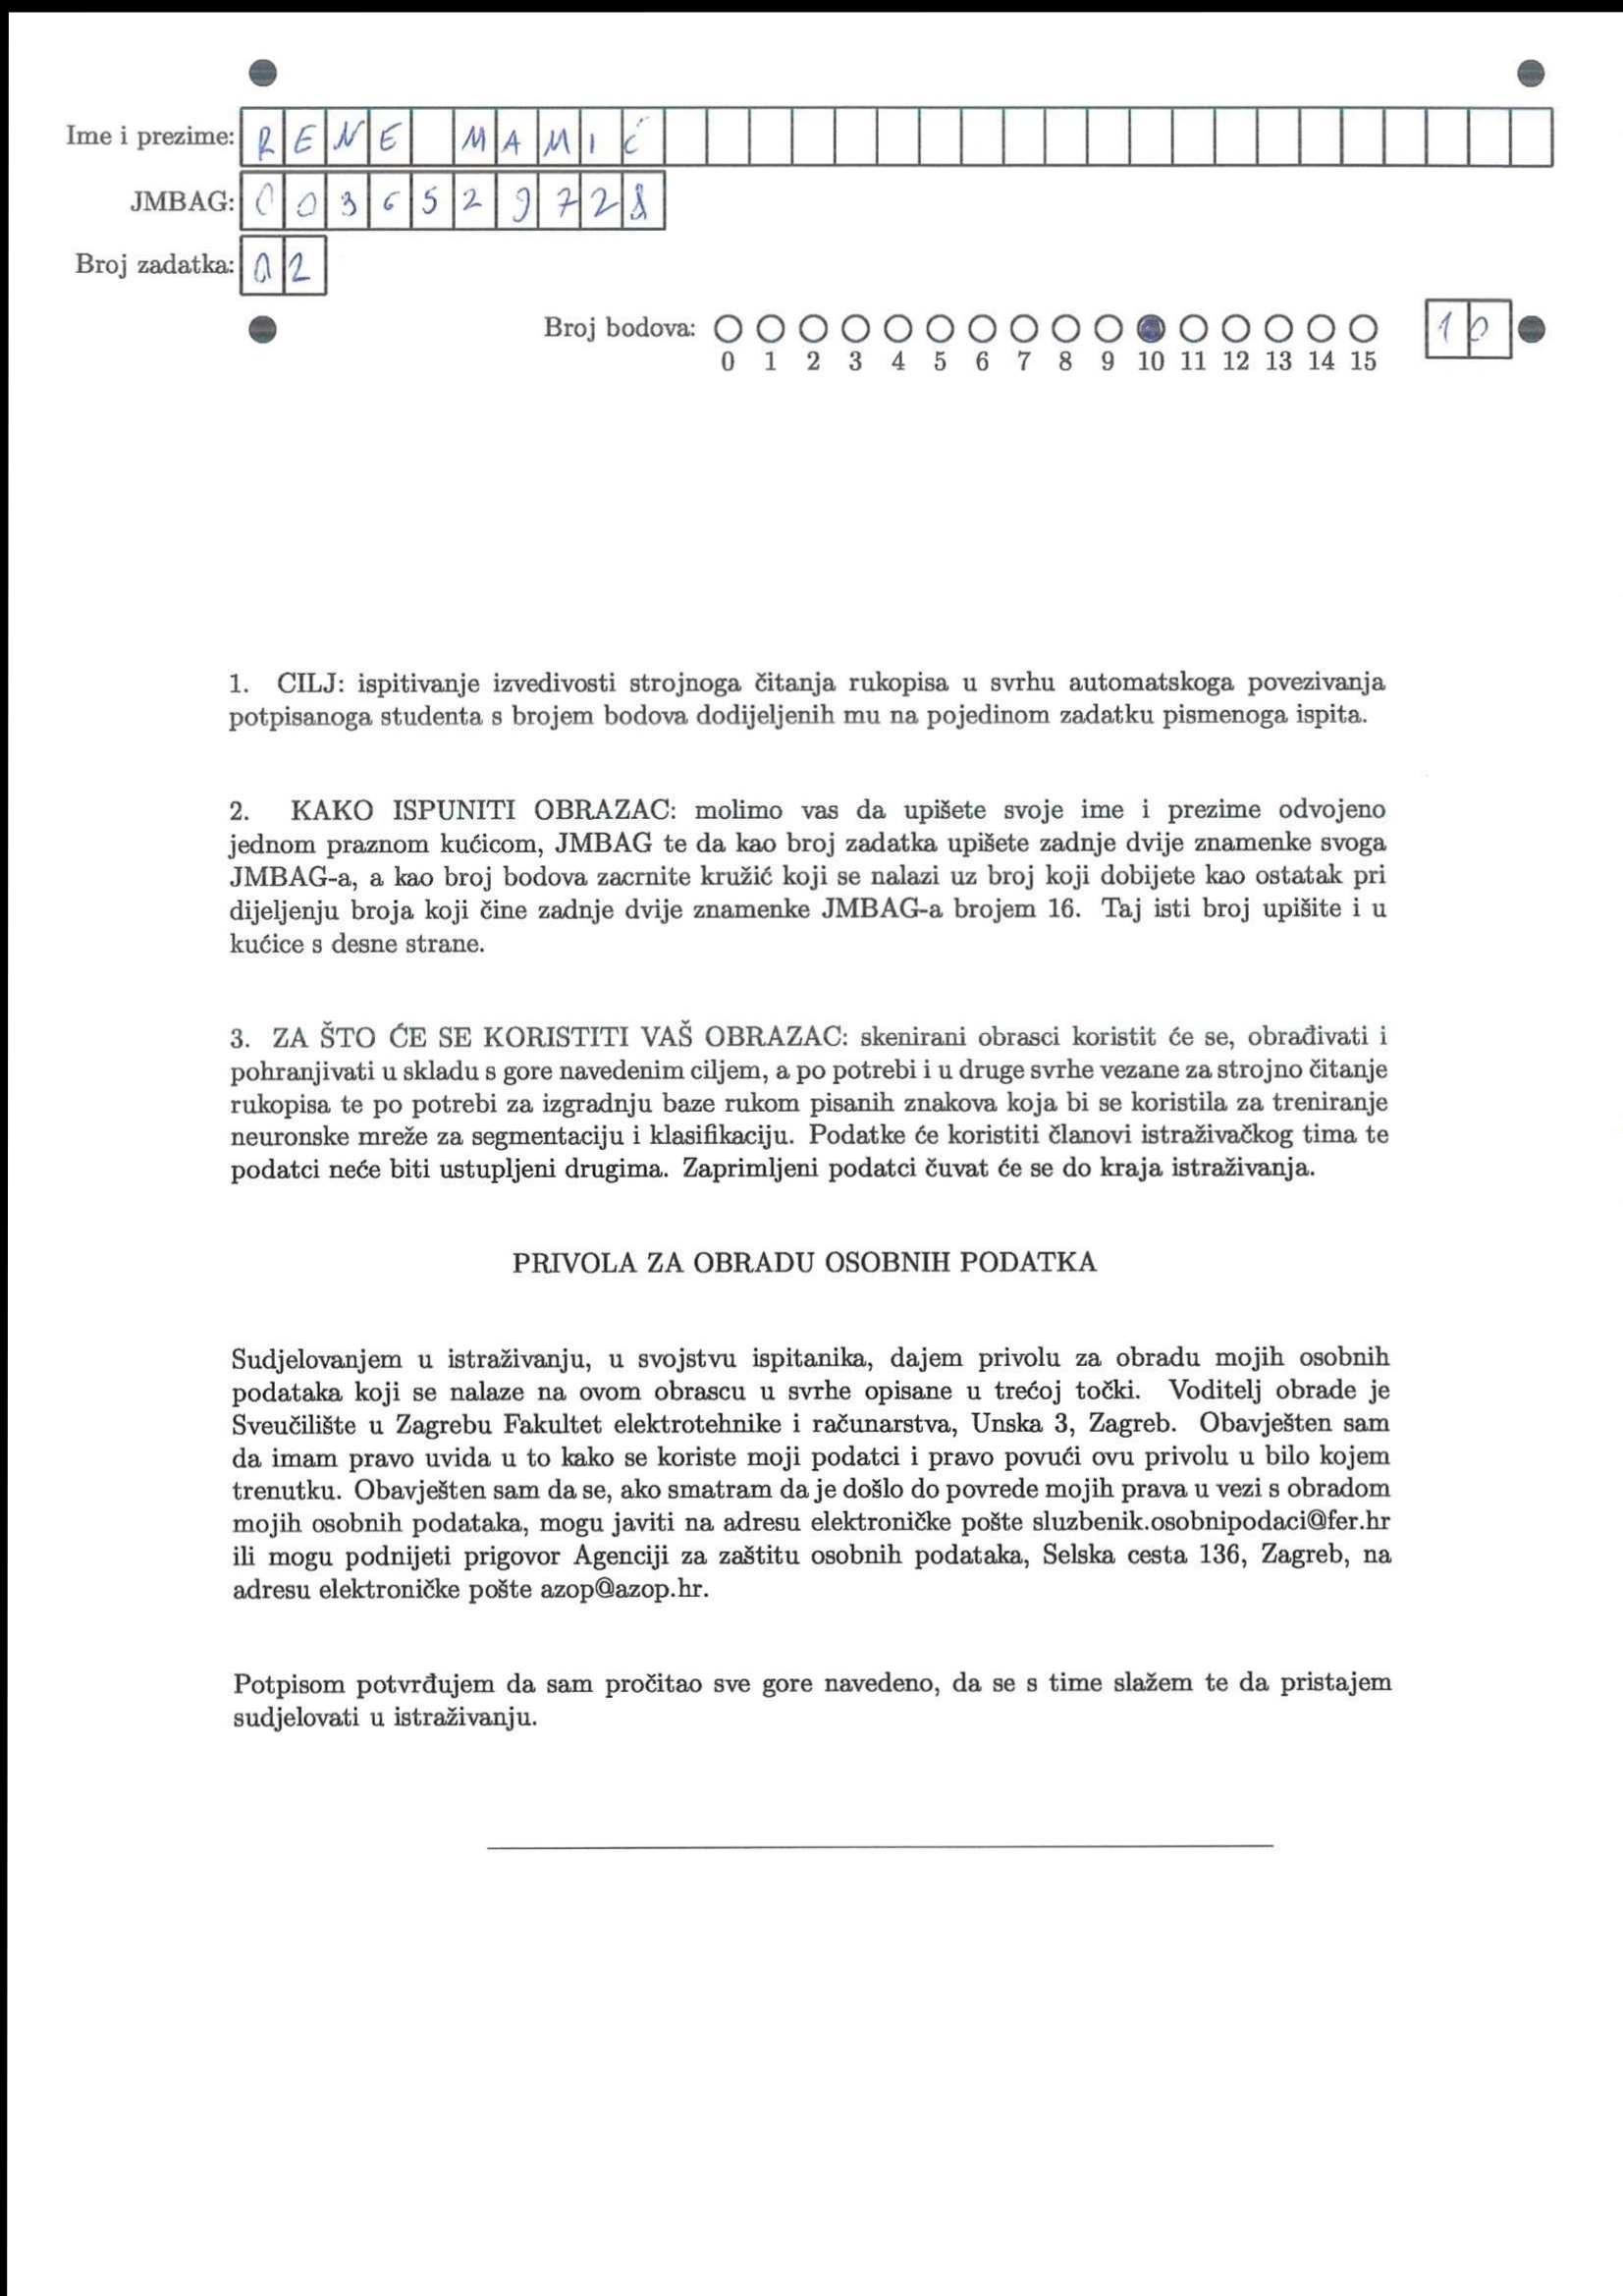 Ime i prezime: RENE MAMIĆ
JMBAG: 0036529728
Broj zadatka: 02
Broj bodova: 0 1 2 3 4 5 6 7 8 9 10 11 12 13 14 15 10
1. CILJ: ispitivanje izvedivosti strojnoga čitanja rukopisa u svrhu automatskoga povezivanja
potpisanoga studenta s brojem bodova dodijeljenih mu na pojedinom zadatku pismenoga ispita.
2. KAKO ISPUNITI OBRAZAC: molimo vas da upišete svoje ime i prezime odvojeno
jednom praznom kućicom, JMBAG te da kao broj zadatka upišete zadnje dvije znamenke svoga
JMBAG-a, a kao broj bodova zacrnite kružić koji se nalazi uz broj koji dobijete kao ostatak pri
dijeljenju broja koji čine zadnje dvije znamenke JMBAG-a brojem 16. Taj isti broj upišite i u
kućice s desne strane.
3. ZA ŠTO ĆE SE KORISTITI VAŠ OBRAZAC: skenirani obrasci koristit će se, obrađivati i
pohranjivati u skladu s gore navedenim ciljem, a po potrebi i u druge svrhe vezane za strojno čitanje
rukopisa te po potrebi za izgradnju baze rukom pisanih znakova koja bi se koristila za treniranje
neuronske mreže za segmentaciju i klasifikaciju. Podatke će koristiti članovi istraživačkog tima te
podatci neće biti ustupljeni drugima. Zaprimljeni podatci čuvat će se do kraja istraživanja.
PRIVOLA ZA OBRADU OSOBNIH PODATKA
Sudjelovanjem u istraživanju, u svojstvu ispitanika, dajem privolu za obradu mojih osobnih
podataka koji se nalaze na ovom obrascu u svrhe opisane u trećoj točki. Voditelj obrade je
Sveučilište u Zagrebu Fakultet elektrotehnike i računarstva, Unska 3, Zagreb. Obavješten sam
da imam pravo uvida u to kako se koriste moji podatci i pravo povući ovu privolu u bilo kojem
trenutku. Obavješten sam da se, ako smatram da je došlo do povrede mojih prava u vezi s obradom
mojih osobnih podataka, mogu javiti na adresu elektroničke pošte sluzbenik.osobnipodaci@fer.hr
ili mogu podnijeti prigovor Agenciji za zaštitu osobnih podataka, Selska cesta 136, Zagreb, na
adresu elektroničke pošte azop@azop.hr.
Potpisom potvrđujem da sam pročitao sve gore navedeno, da se s time slažem te da pristajem
sudjelovati u istraživanju.